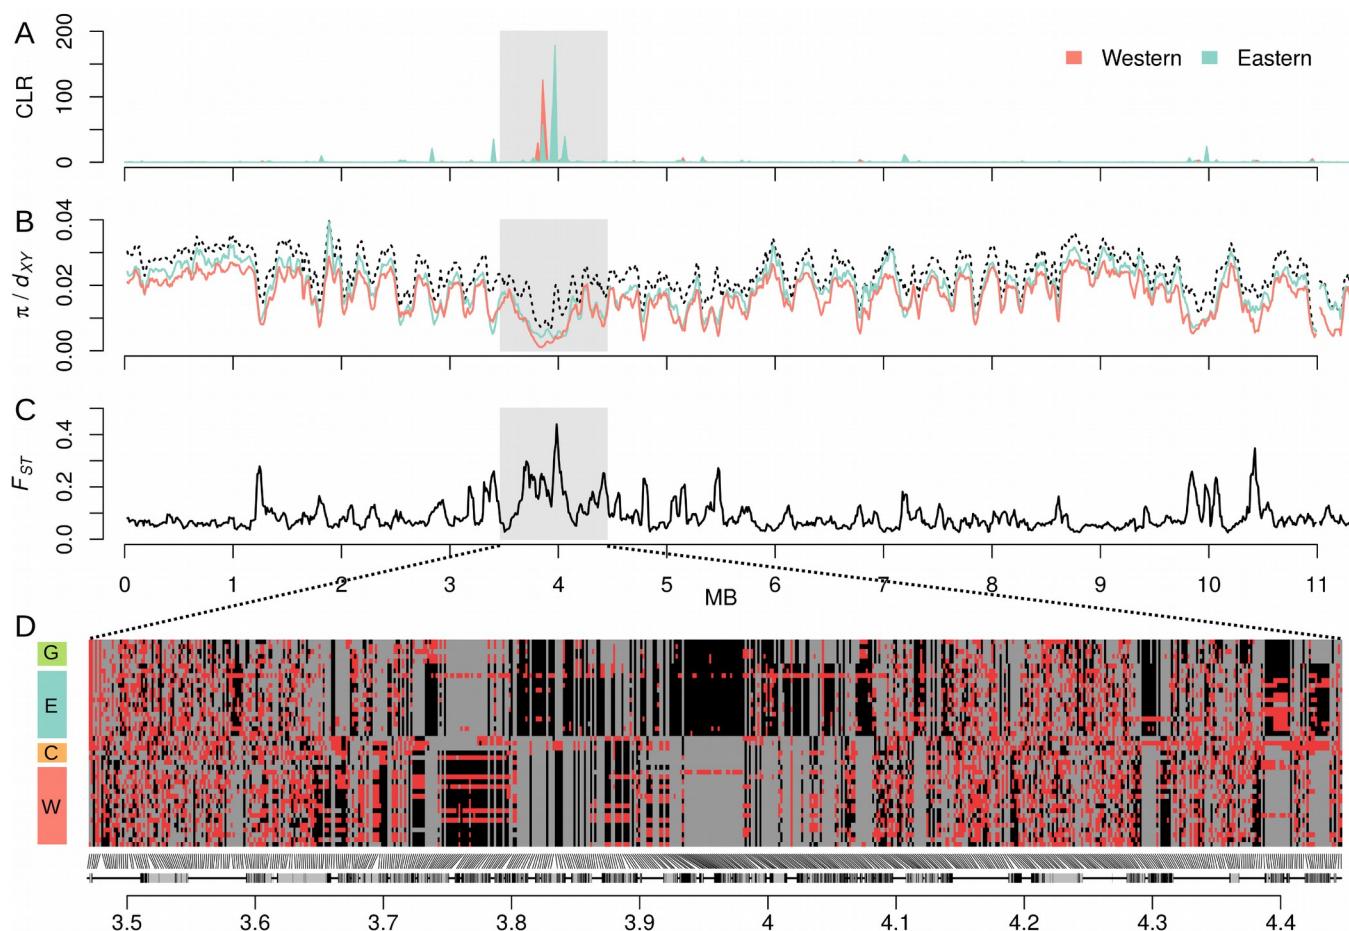 A
CLR
200
100
0
Western
Eastern
B
π / dXY
0.04
0.02
0.00
C
FST
0.4
0.2
0.0
0 1 2 3 4 5 6 7 8 9 10 11
MB
D
G
E
C
W
3.5 3.6 3.7 3.8 3.9 4 4.1 4.2 4.3 4.4